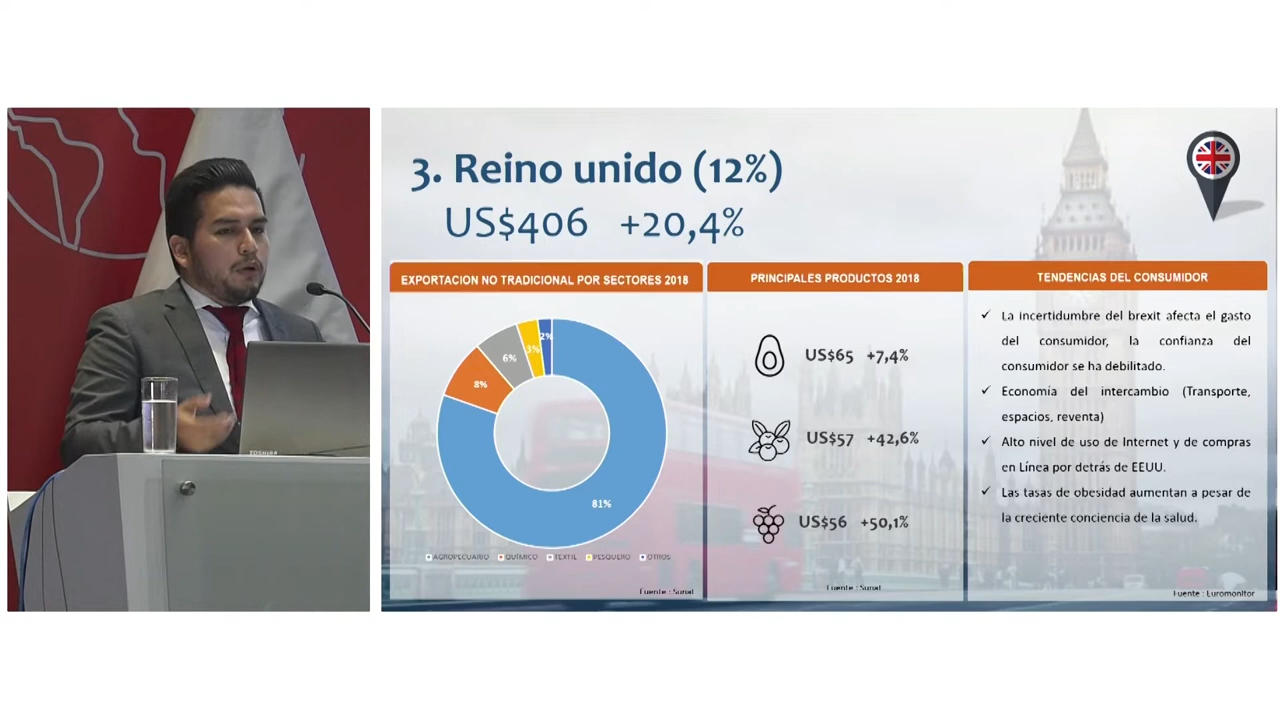 3. Reino unido (12%)
US$406 +20,4%
EXPORTACION NO TRADICIONAL POR SECTORES 2018
2%
3%
6%
8%
81%
AGROPECUARIO QUÍMICO TEXTIL PESQUERO OTROS
Fuente : Sunat
PRINCIPALES PRODUCTOS 2018
US$65 +7,4%
US$57 +42,6%
US$56 +50,1%
Fuente : Sunat
TENDENCIAS DEL CONSUMIDOR
✓ La incertidumbre del brexit afecta el gasto
del consumidor, la confianza del
consumidor se ha debilitado.
✓ Economía del intercambio (Transporte,
espacios, reventa)
✓ Alto nivel de uso de Internet y de compras
en Línea por detrás de EEUU.
✓ Las tasas de obesidad aumentan a pesar de
la creciente conciencia de la salud.
Fuente : Euromonitor
TOSHIBA